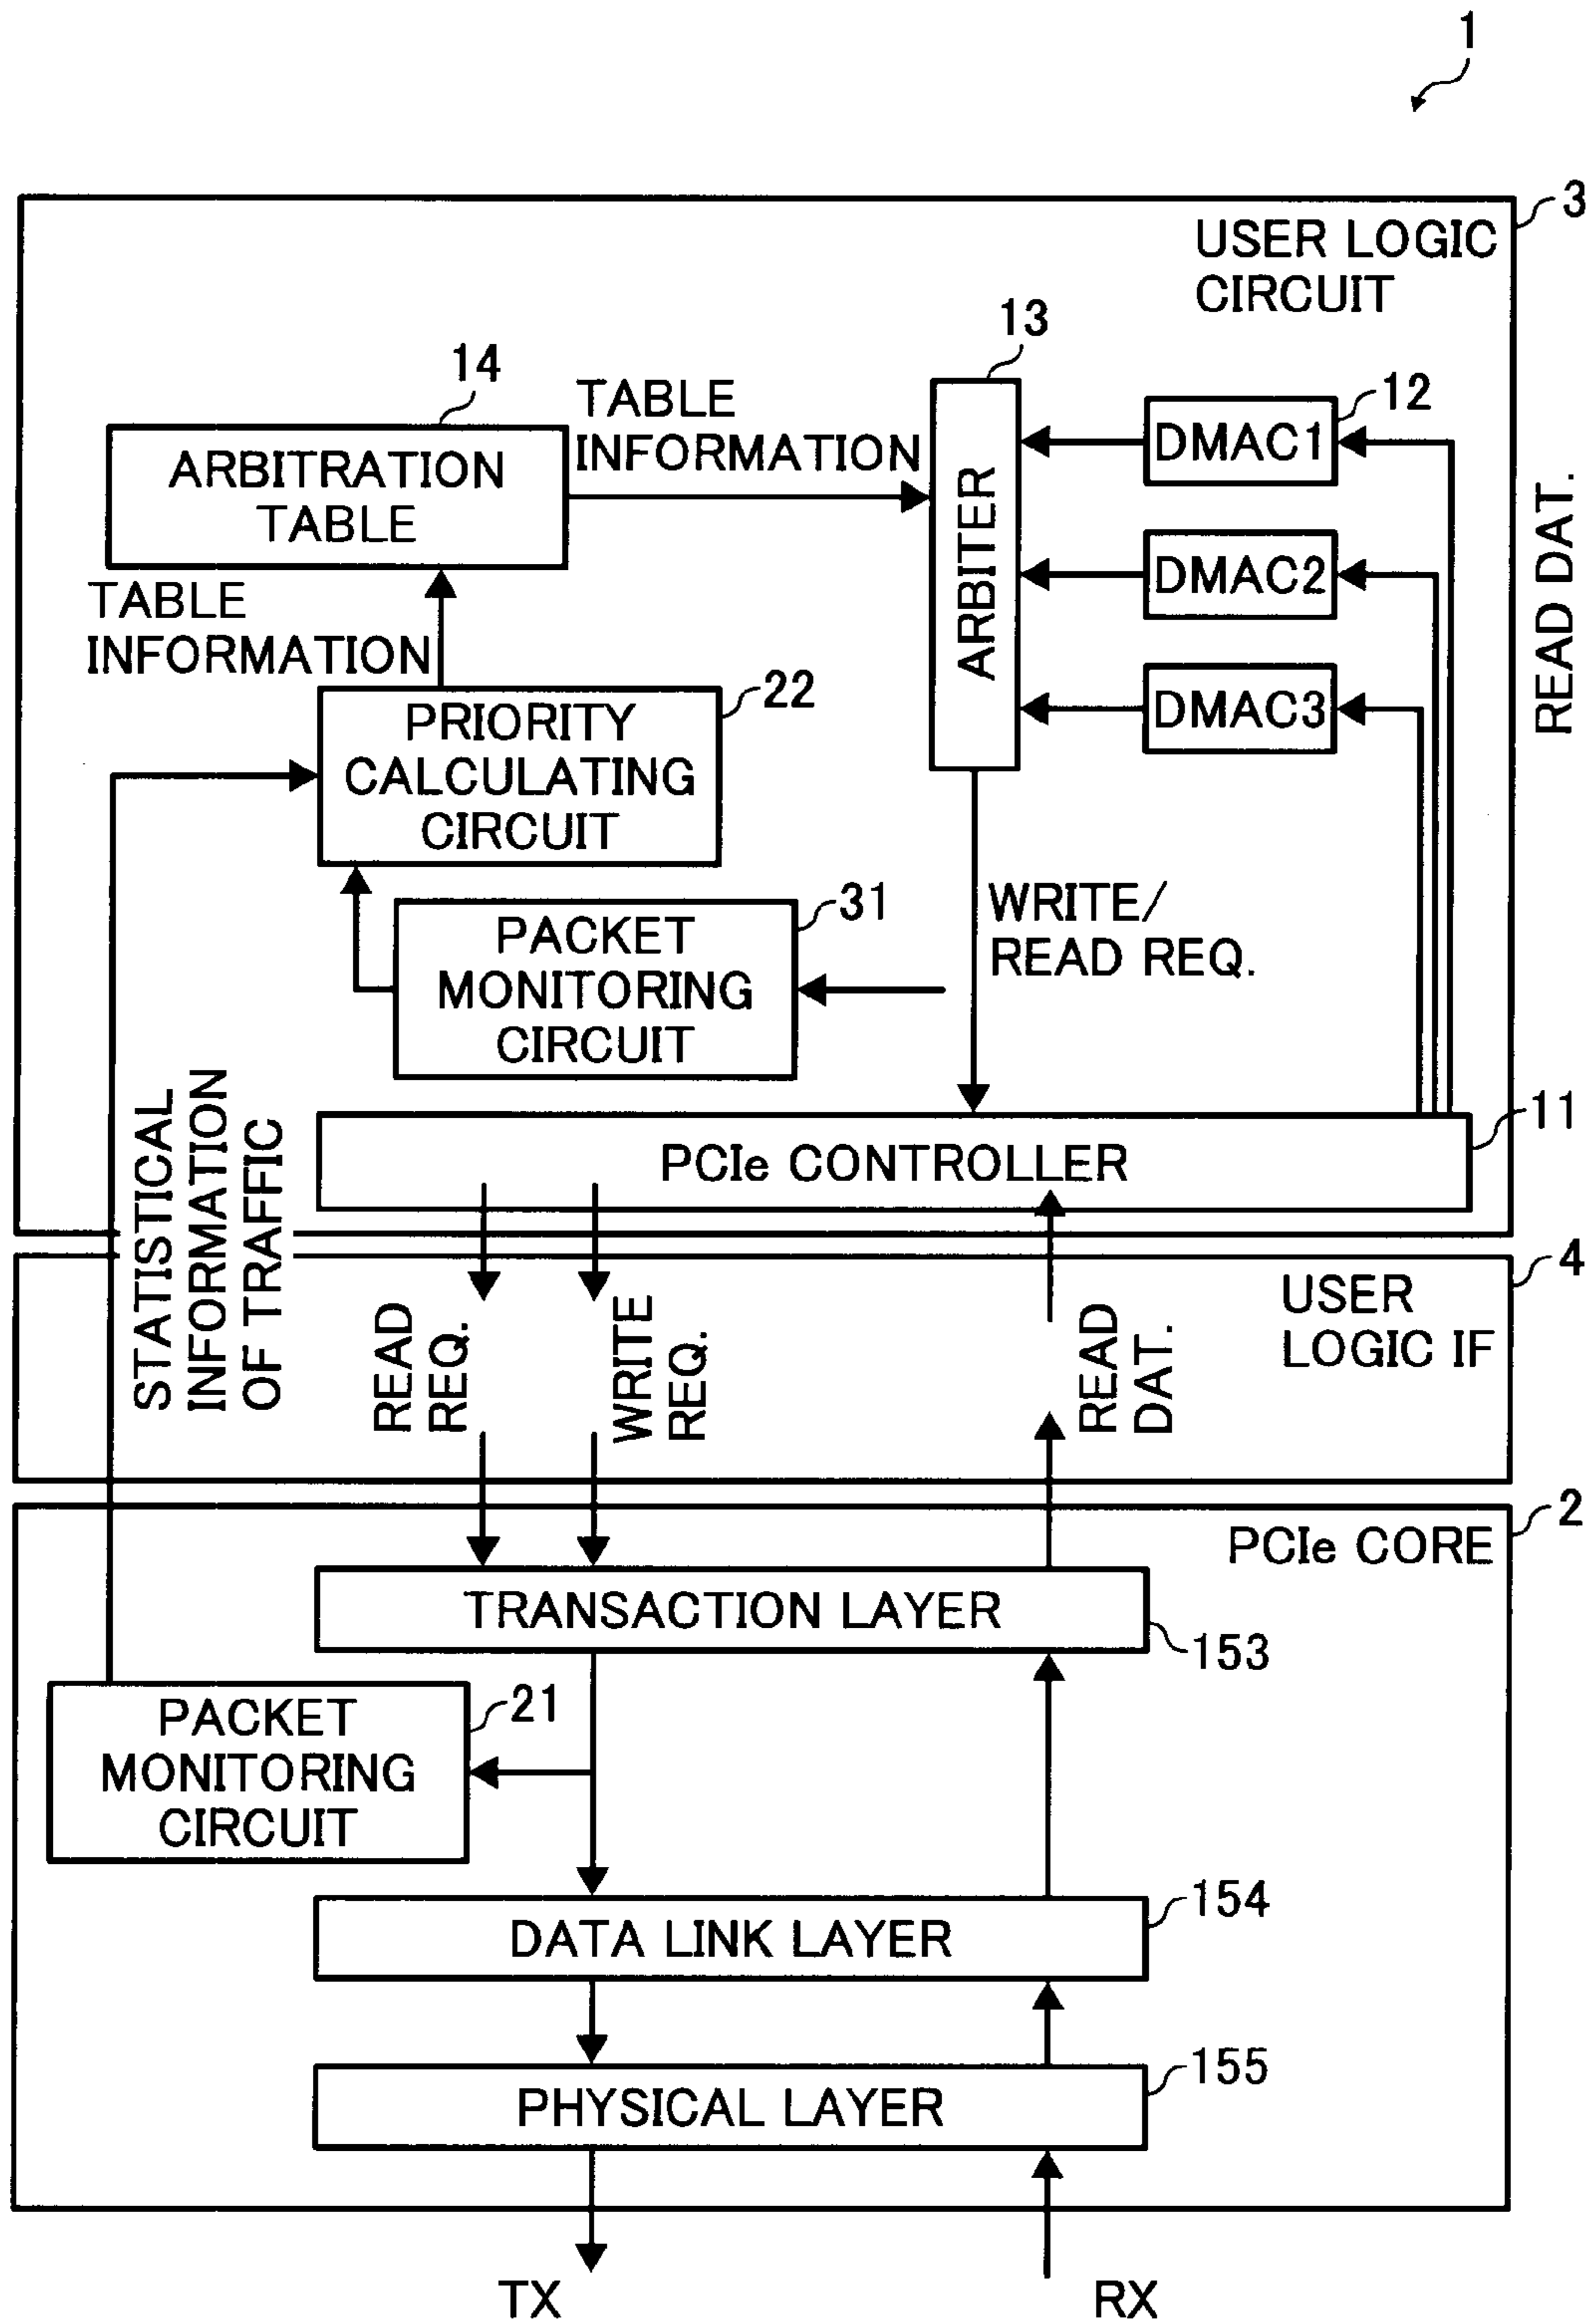 1
3
USER LOGIC
CIRCUIT
13
14
TABLE
INFORMATION
12
DMAC1
ARBITRATION
TABLE
ARBITER
READ DAT.
DMAC2
TABLE
INFORMATION
22
DMAC3
PRIORITY
CALCULATING
CIRCUIT
31
WRITE/
READ REQ.
PACKET
MONITORING
CIRCUIT
11
PCIe CONTROLLER
STATISTICAL
INFORMATION
OF TRAFFIC
4
USER
LOGIC IF
READ
REQ.
WRITE
REQ.
READ
DAT.
2
PCIe CORE
TRANSACTION LAYER
153
21
PACKET
MONITORING
CIRCUIT
154
DATA LINK LAYER
155
PHYSICAL LAYER
TX
RX